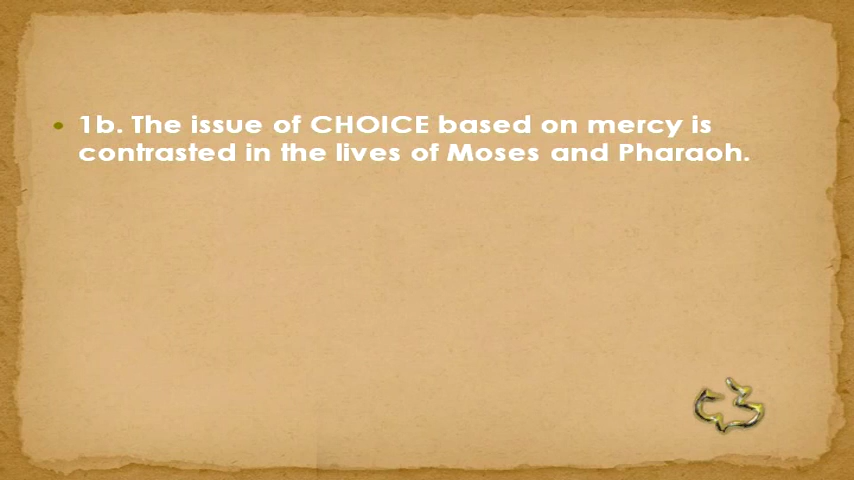 • 1b. The issue of CHOICE based on mercy is
contrasted in the lives of Moses and Pharaoh.